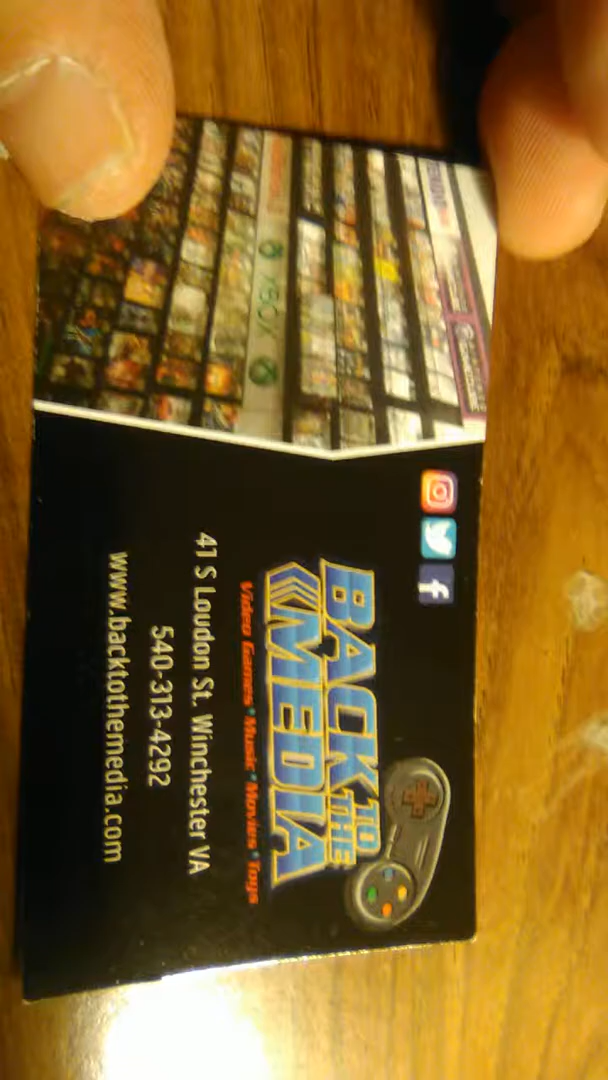 XBOX
BACK
TO THE
MEDIA
Video Games * Music * Movies * Toys
41 S Loudon St. Winchester VA
540-313-4292
www.backtothemedia.com